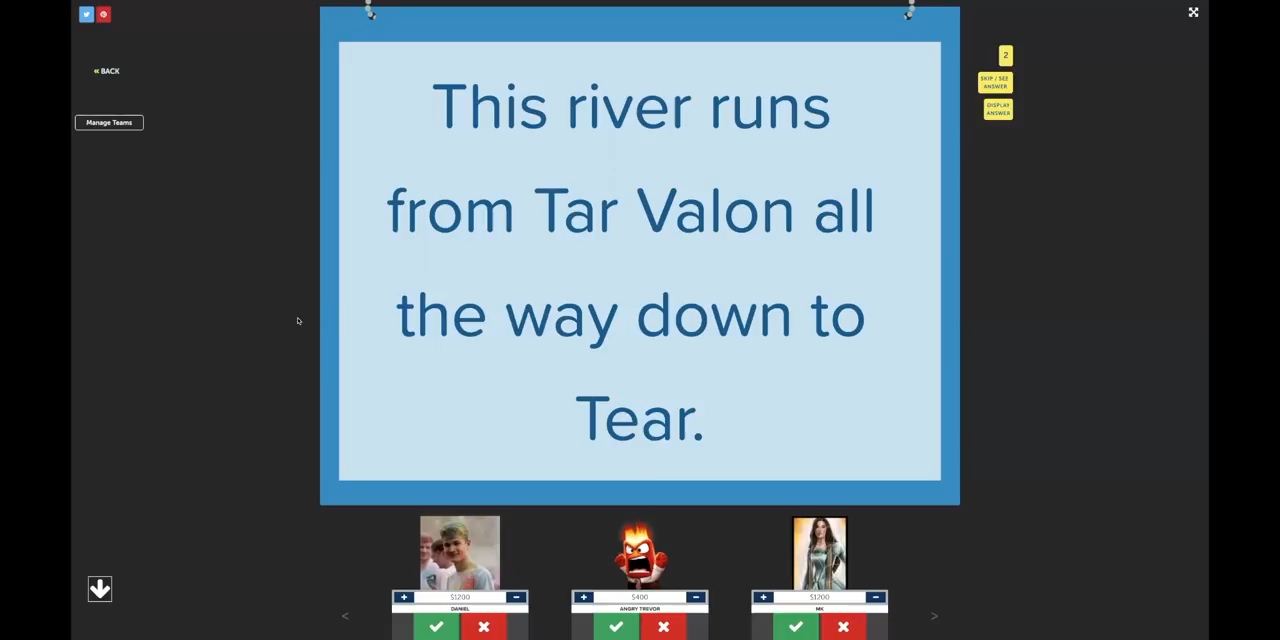 « BACK
Manage Teams
This river runs
from Tar Valon all
the way down to
Tear.
2
SKIP / SEE
ANSWER
DISPLAY
ANSWER
+ $1200 −
DANIEL
+ $400 −
ANGRY TREVOR
+ $1200 −
MK
< >